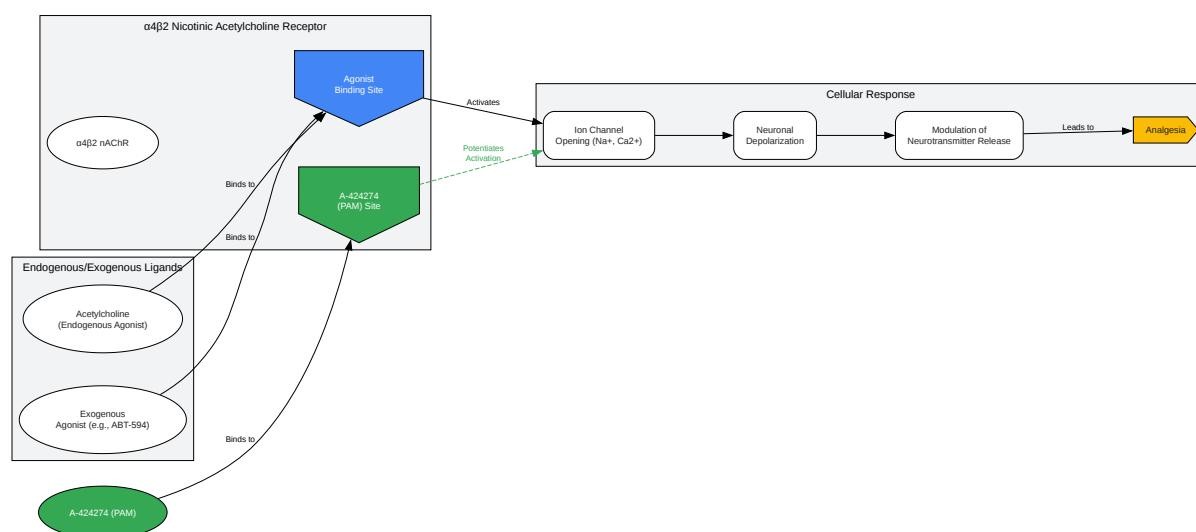 α4β2 Nicotinic Acetylcholine Receptor
Agonist
Binding Site
α4β2 nAChR
A-424274
(PAM) Site
Activates
Potentiates
Activation
Binds to
Binds to
Binds to
Cellular Response
Ion Channel
Opening (Na+, Ca2+)
Neuronal
Depolarization
Modulation of
Neurotransmitter Release
Leads to
Analgesia
Endogenous/Exogenous Ligands
Acetylcholine
(Endogenous Agonist)
Exogenous
Agonist (e.g., ABT-594)
A-424274 (PAM)